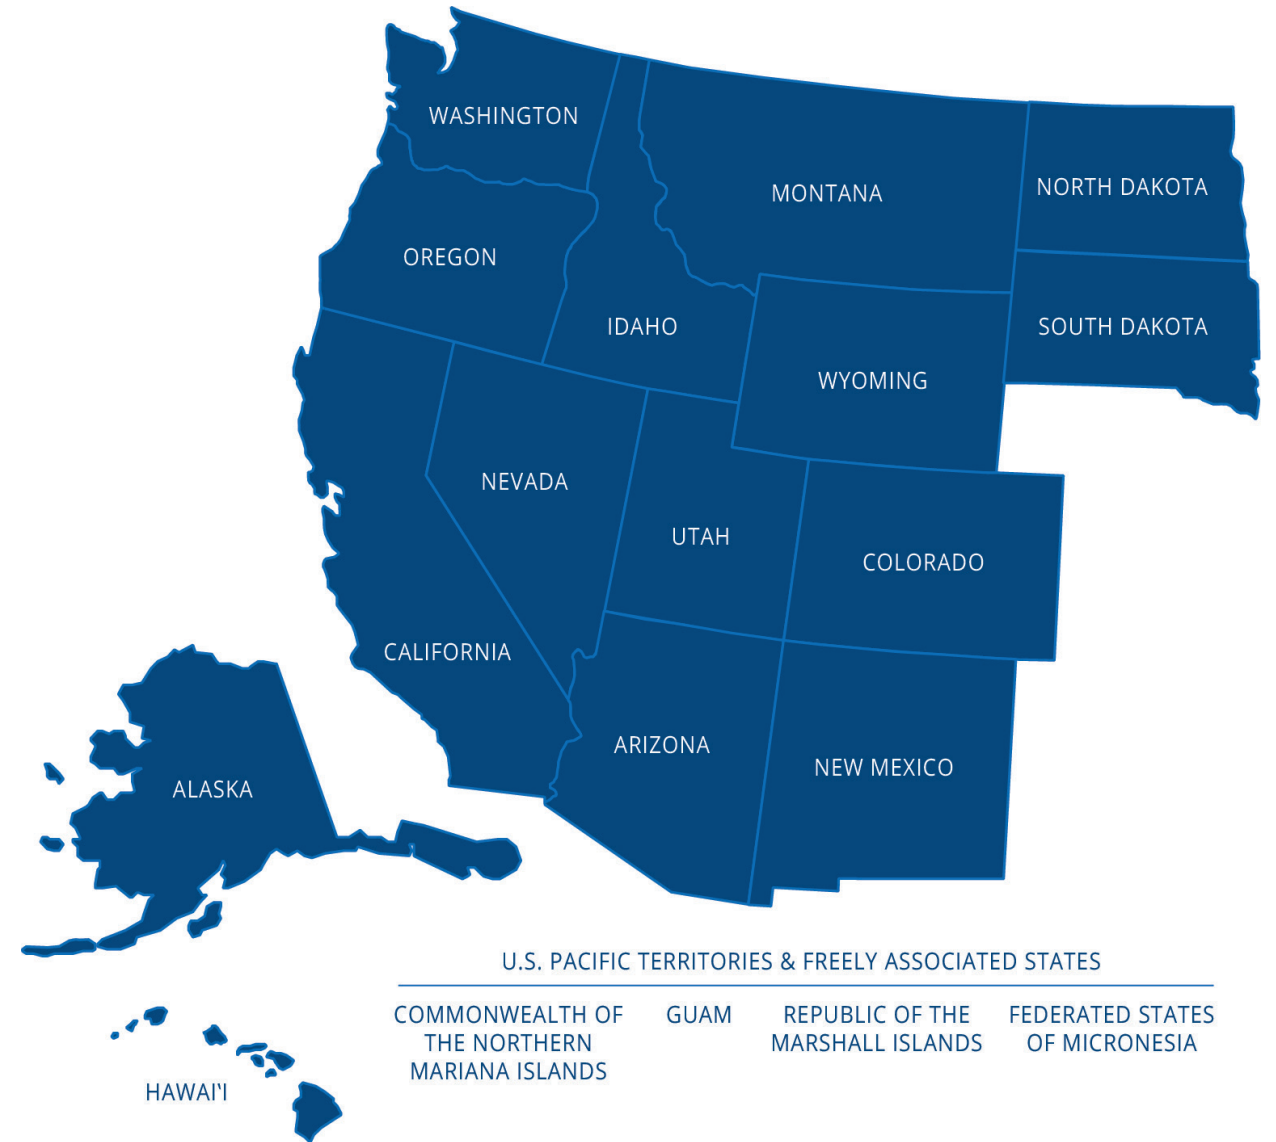 WASHINGTON
MONTANA
NORTH DAKOTA
OREGON
IDAHO
SOUTH DAKOTA
WYOMING
NEVADA
UTAH
COLORADO
CALIFORNIA
ARIZONA
NEW MEXICO
ALASKA
U.S. PACIFIC TERRITORIES & FREELY ASSOCIATED STATES
COMMONWEALTH OF
THE NORTHERN
MARIANA ISLANDS
GUAM
REPUBLIC OF THE
MARSHALL ISLANDS
FEDERATED STATES
OF MICRONESIA
HAWAI‘I